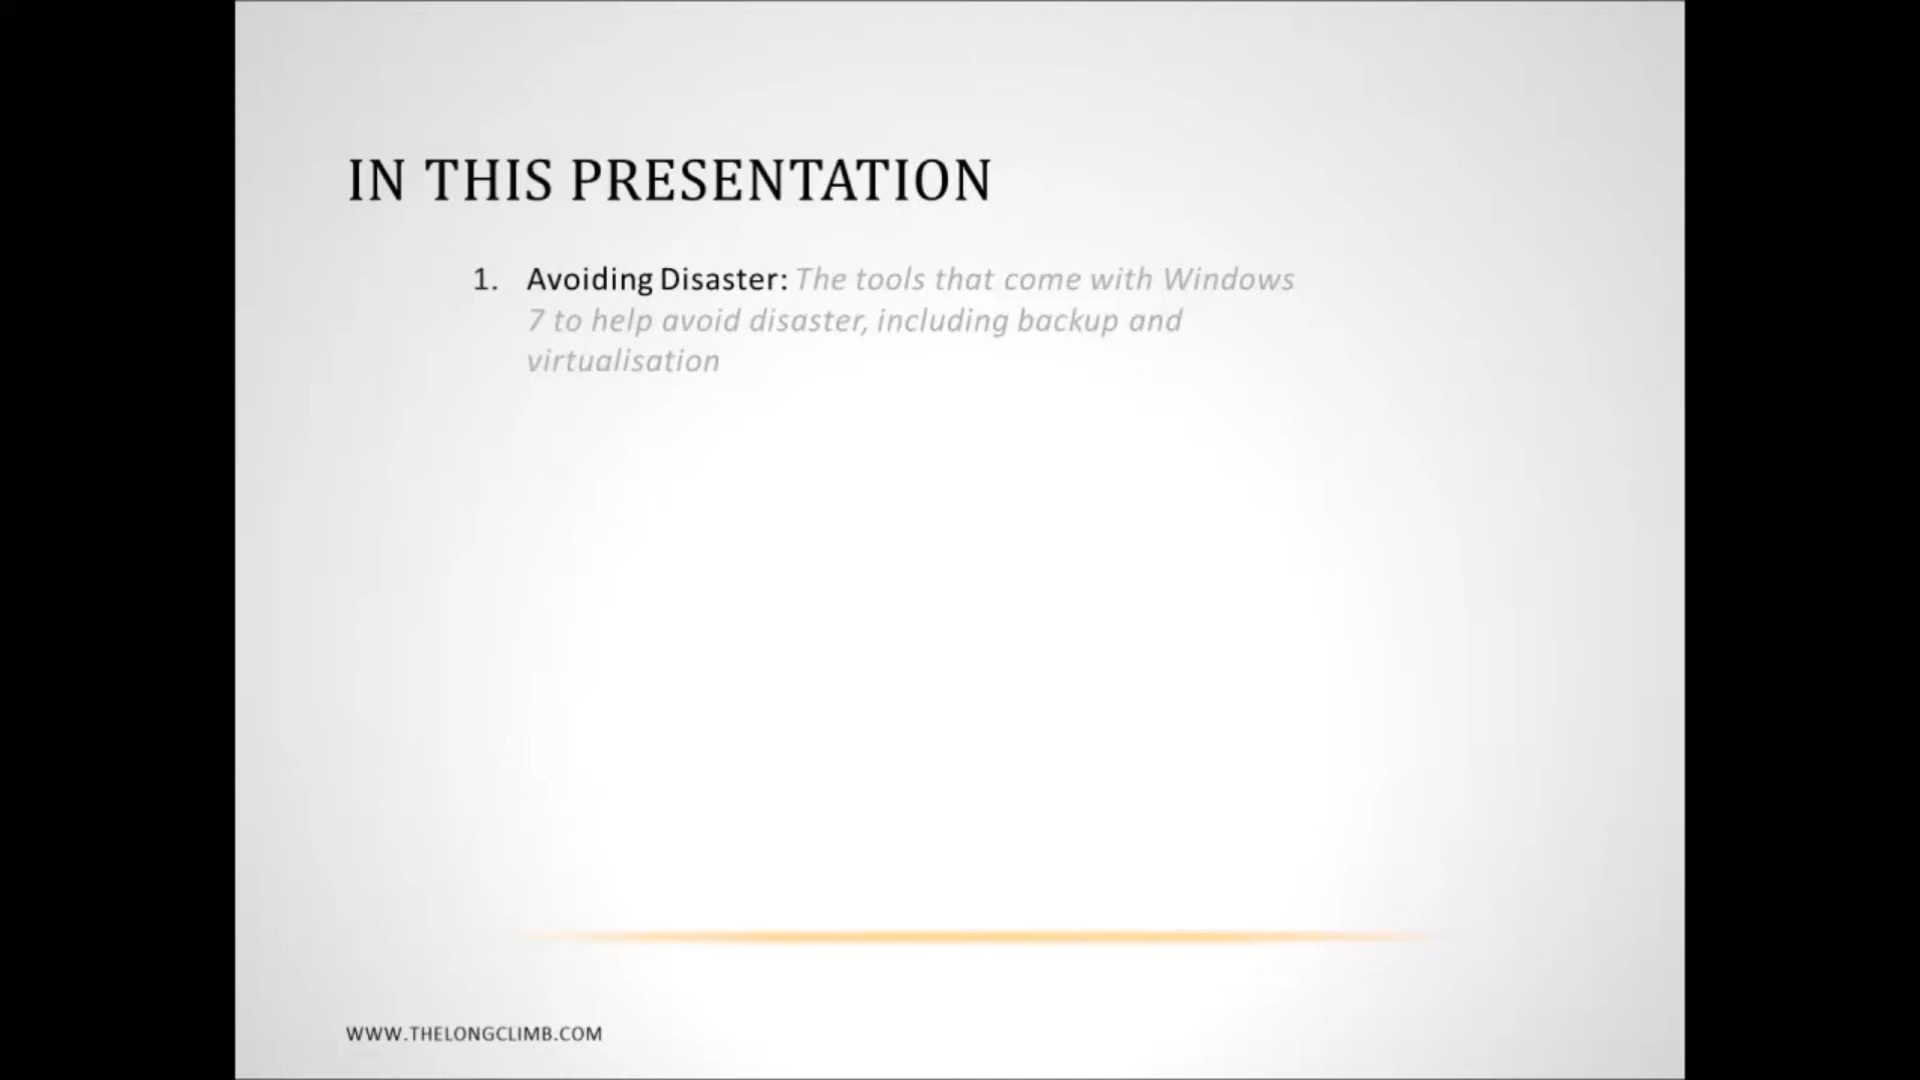 IN THIS PRESENTATION
1. Avoiding Disaster: The tools that come with Windows
7 to help avoid disaster, including backup and
virtualisation
WWW.THELONGCLIMB.COM